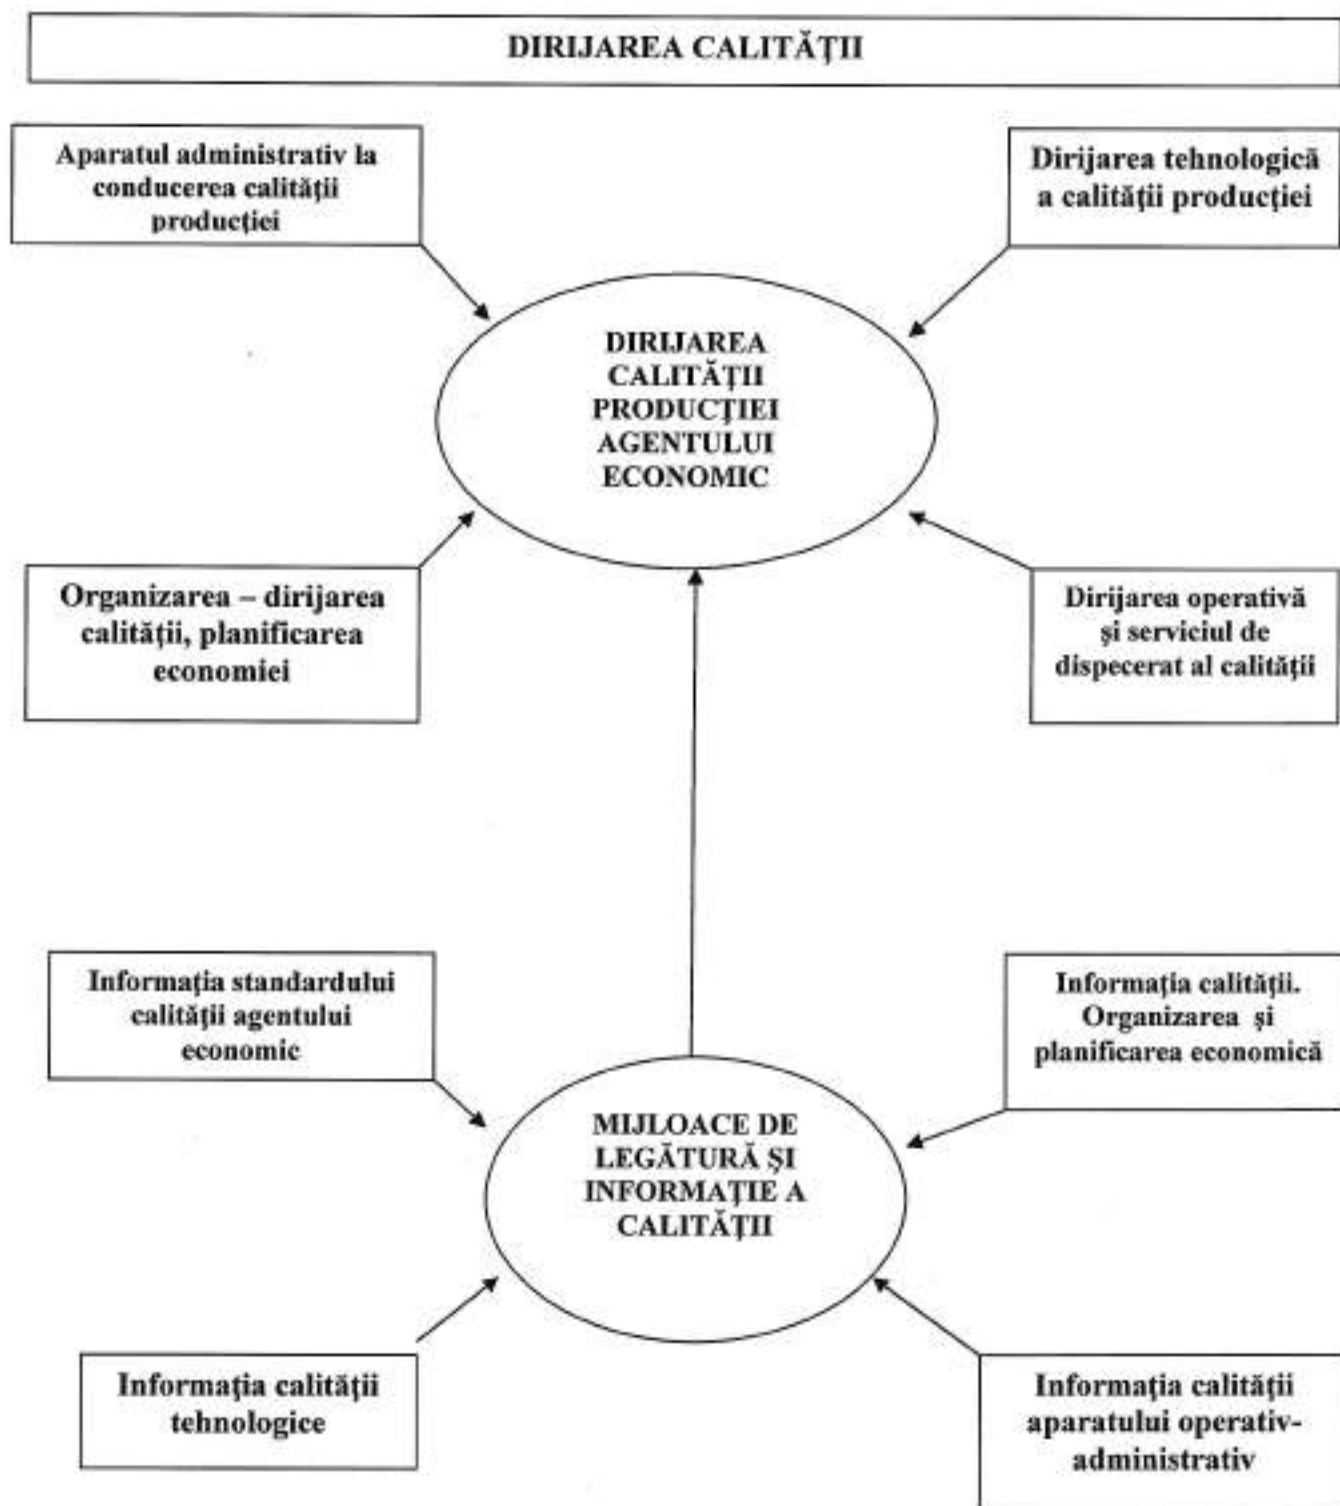 DIRIJAREA CALITĂŢII
Aparatul administrativ la
conducerea calităţii
producţiei
Dirijarea tehnologică
a calităţii producţiei
DIRIJAREA
CALITĂŢII
PRODUCŢIEI
AGENTULUI
ECONOMIC
Organizarea – dirijarea
calităţii, planificarea
economiei
Dirijarea operativă
şi serviciul de
dispecerat al calităţii
Informaţia standardului
calităţii agentului
economic
Informaţia calităţii.
Organizarea şi
planificarea economică
MIJLOACE DE
LEGĂTURĂ ŞI
INFORMAŢIE A
CALITĂŢII
Informaţia calităţii
tehnologice
Informaţia calităţii
aparatului operativ-
administrativ